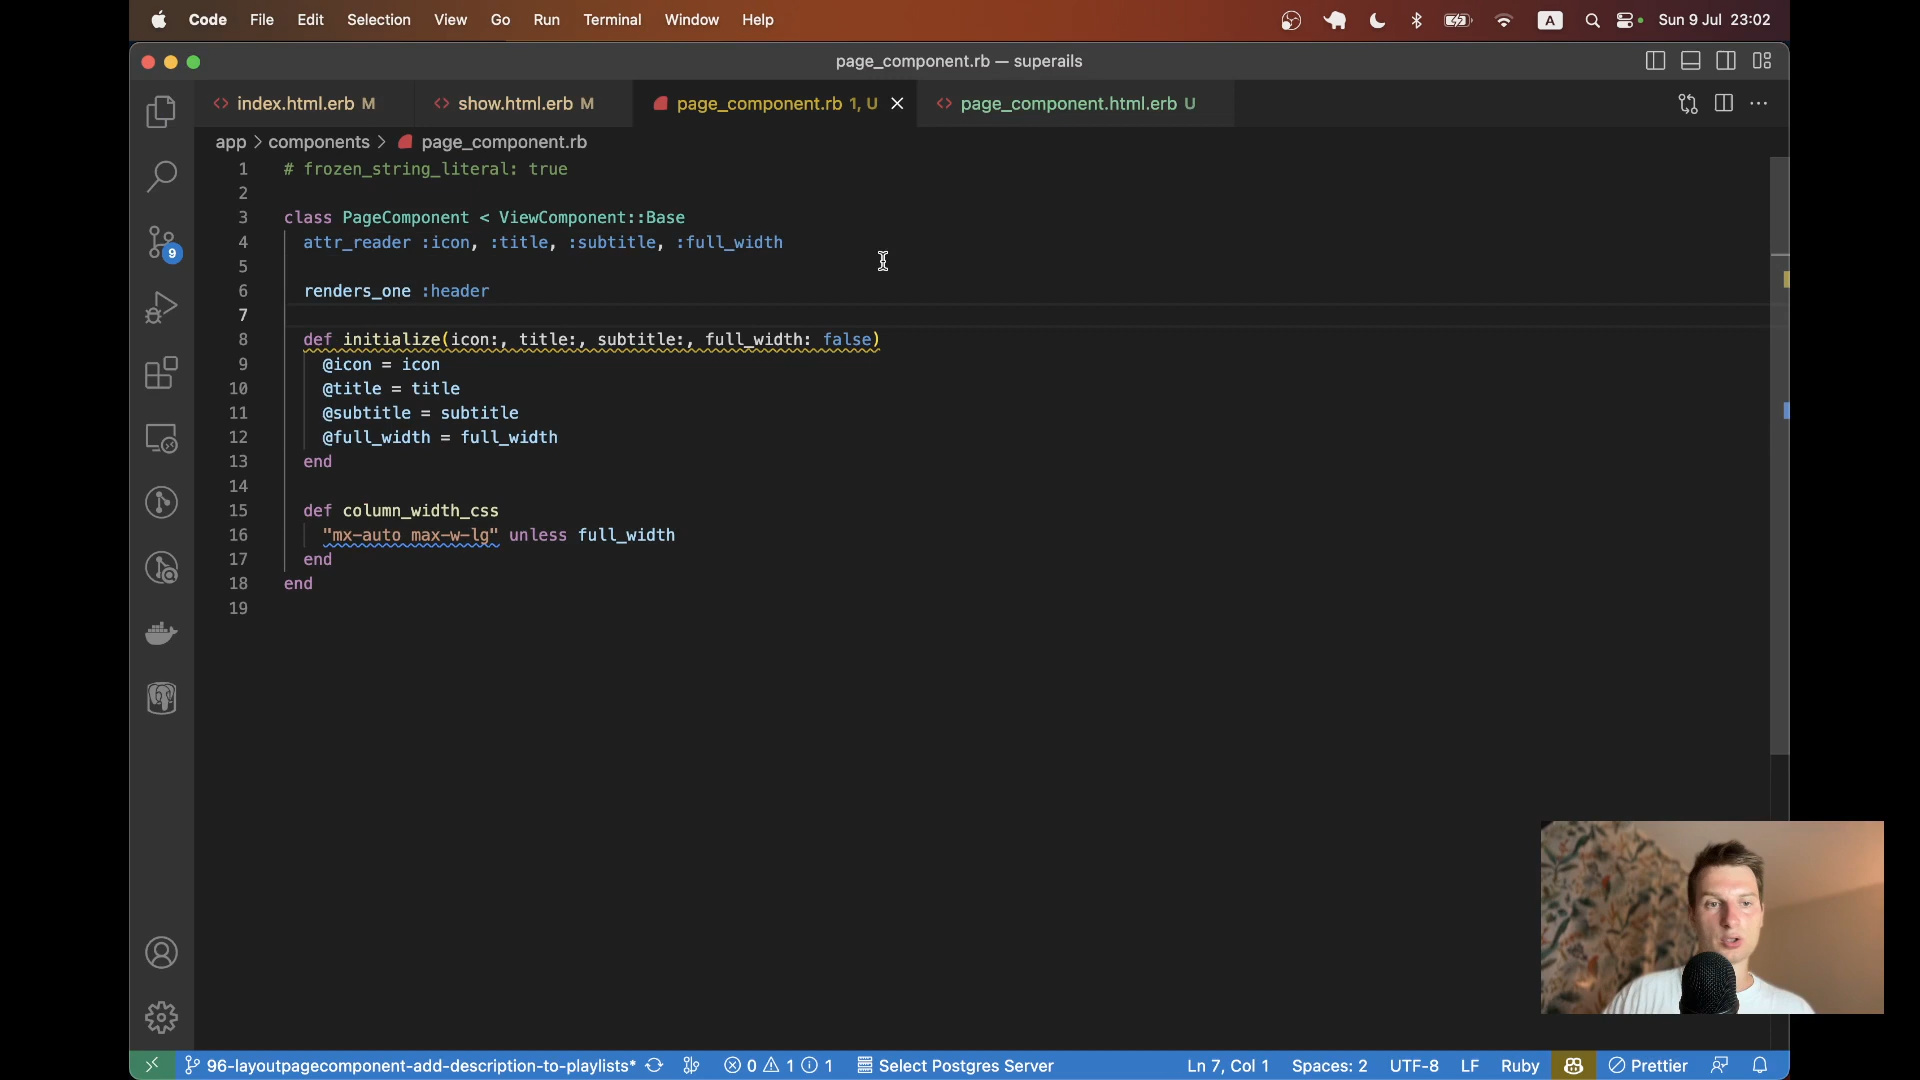 Code File Edit Selection View Go Run Terminal Window Help A Sun 9 Jul 23:02
page_component.rb — superails
index.html.erb M show.html.erb M page_component.rb 1, U page_component.html.erb U
app > components > page_component.rb
1 # frozen_string_literal: true
2
3 class PageComponent < ViewComponent::Base
4 attr_reader :icon, :title, :subtitle, :full_width
5
6 renders_one :header
7
8 def initialize(icon:, title:, subtitle:, full_width: false)
9 @icon = icon
10 @title = title
11 @subtitle = subtitle
12 @full_width = full_width
13 end
14
15 def column_width_css
16 "mx-auto max-w-lg" unless full_width
17 end
18 end
19
9
96-layoutpagecomponent-add-description-to-playlists* 0 1 1 Select Postgres Server Ln 7, Col 1 Spaces: 2 UTF-8 LF Ruby Prettier